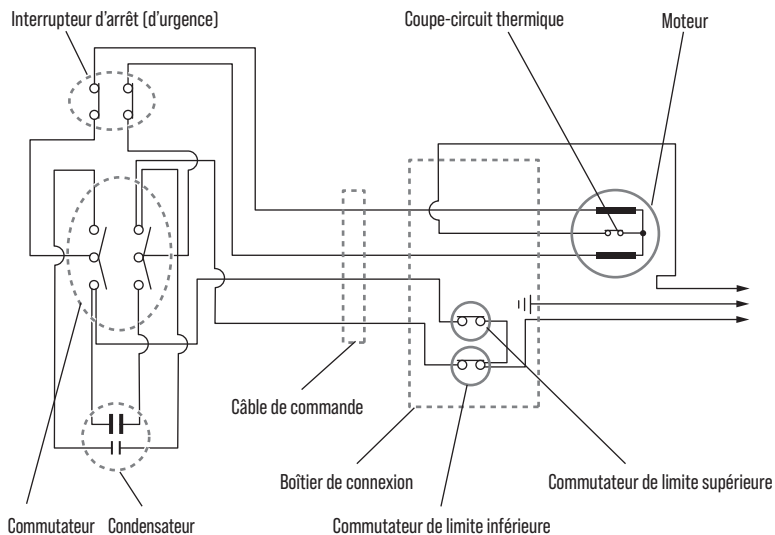 Interrupteur d'arrêt (d'urgence)
Coupe-circuit thermique
Moteur
Câble de commande
Boîtier de connexion
Commutateur de limite supérieure
Commutateur
Condensateur
Commutateur de limite inférieure